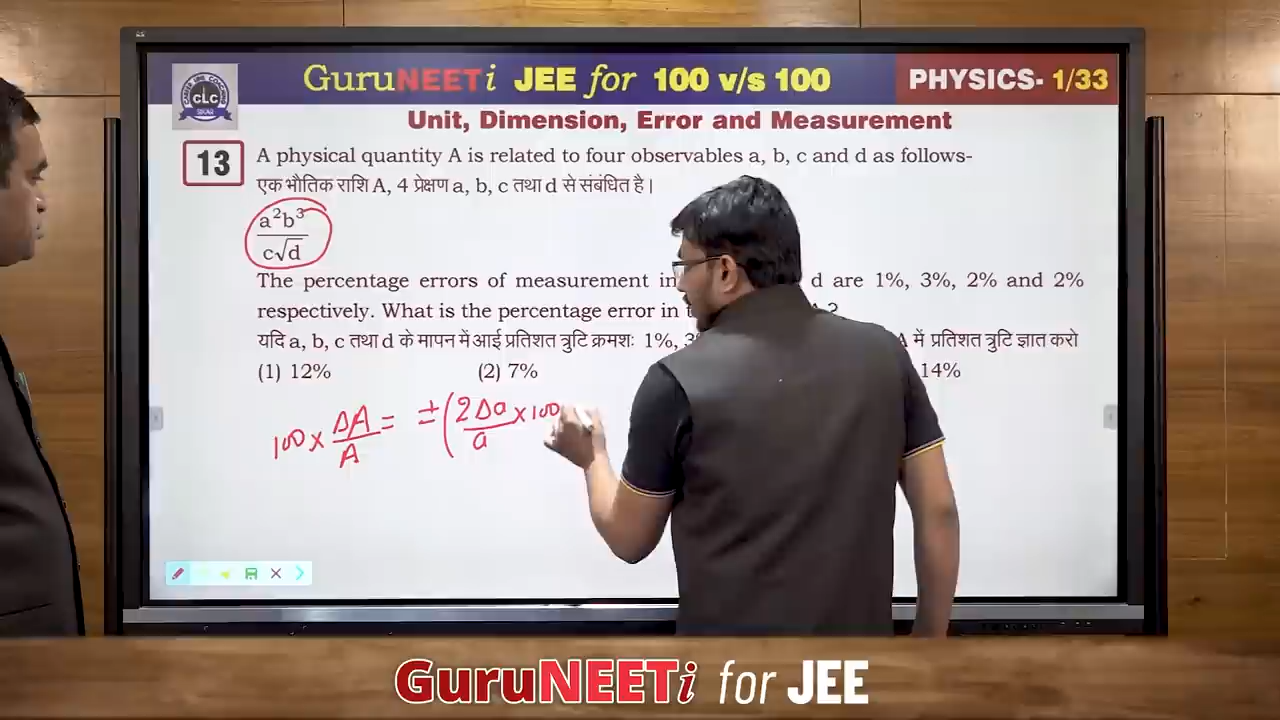 GuruNEETi JEE for 100 v/s 100 PHYSICS- 1/33
CLC
SIKAR
Unit, Dimension, Error and Measurement
13 A physical quantity A is related to four observables a, b, c and d as follows-
एक भौतिक राशि A, 4 प्रेक्षण a, b, c तथा d से संबंधित है।
a²b³
c√d
The percentage errors of measurement in d are 1%, 3%, 2% and 2%
respectively. What is the percentage error in A ?
यदि a, b, c तथा d के मापन में आई प्रतिशत त्रुटि क्रमशः 1%, 3 A में प्रतिशत त्रुटि ज्ञात करो
(1) 12% (2) 7% 14%
100 × ΔA/A = ± (2Δa/a × 100
GuruNEETi for JEE